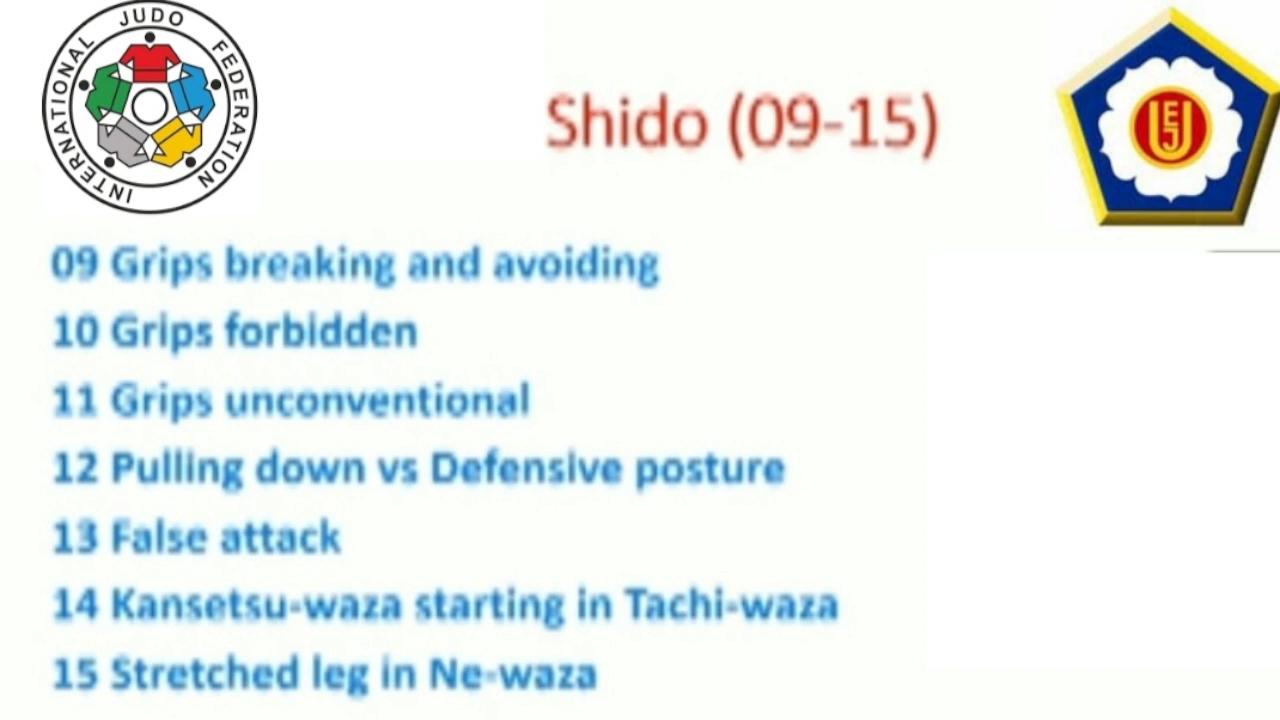 INTERNATIONAL JUDO FEDERATION
EJU
Shido (09-15)
09 Grips breaking and avoiding
10 Grips forbidden
11 Grips unconventional
12 Pulling down vs Defensive posture
13 False attack
14 Kansetsu-waza starting in Tachi-waza
15 Stretched leg in Ne-waza